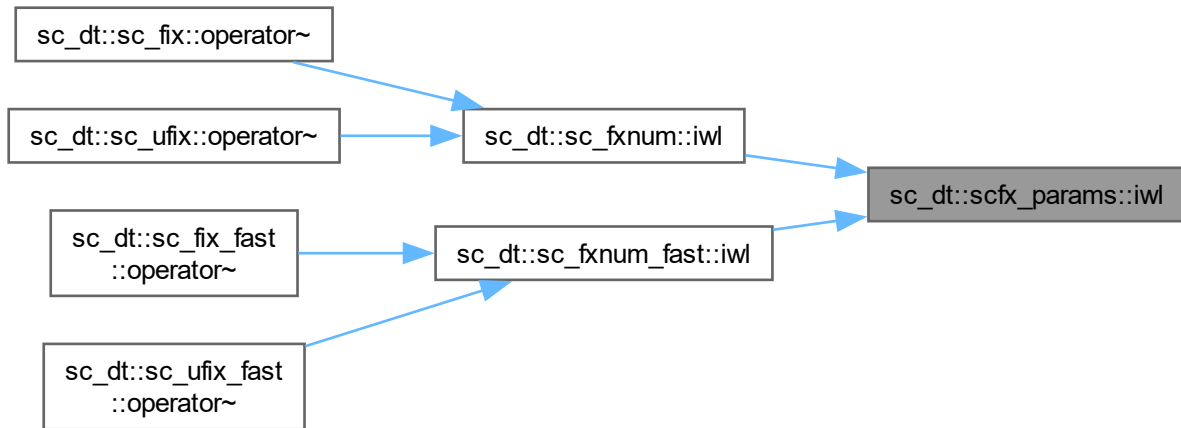 sc_dt::sc_fix::operator~
sc_dt::sc_ufix::operator~
sc_dt::sc_fxnum::iwl
sc_dt::scfx_params::iwl
sc_dt::sc_fix_fast
::operator~
sc_dt::sc_fxnum_fast::iwl
sc_dt::sc_ufix_fast
::operator~